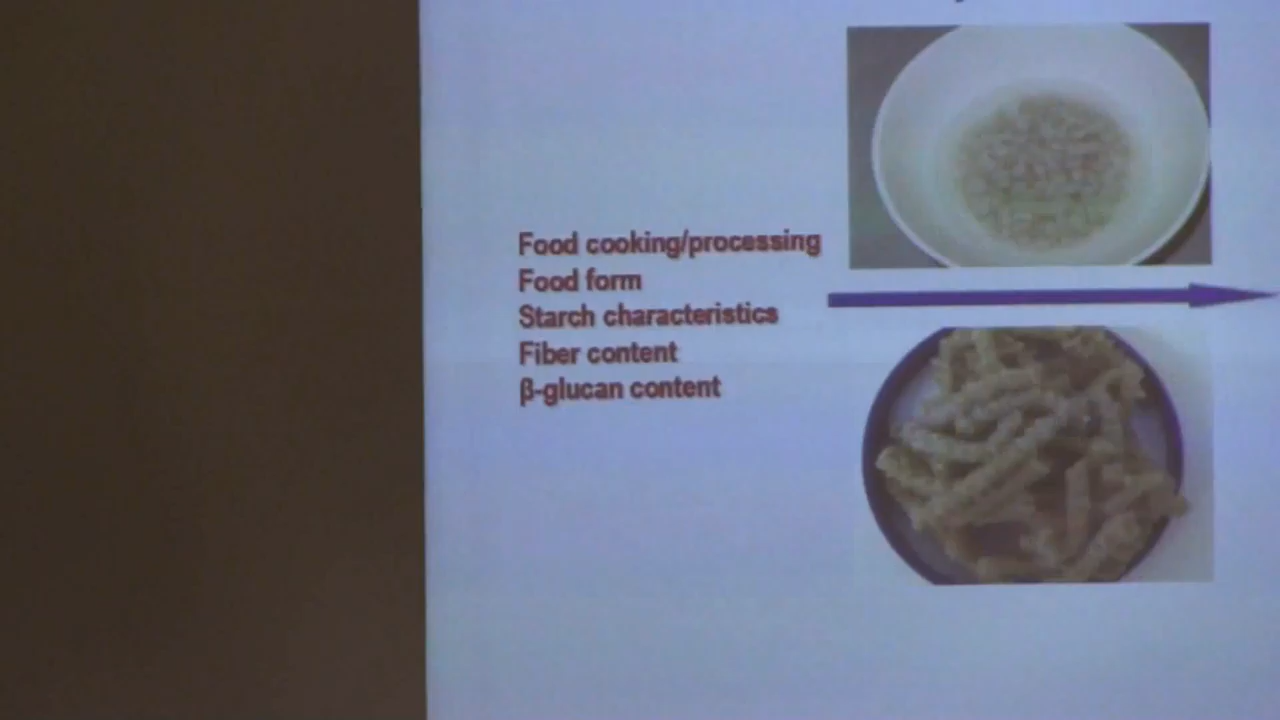 Food cooking/processing
Food form
Starch characteristics
Fiber content
β-glucan content